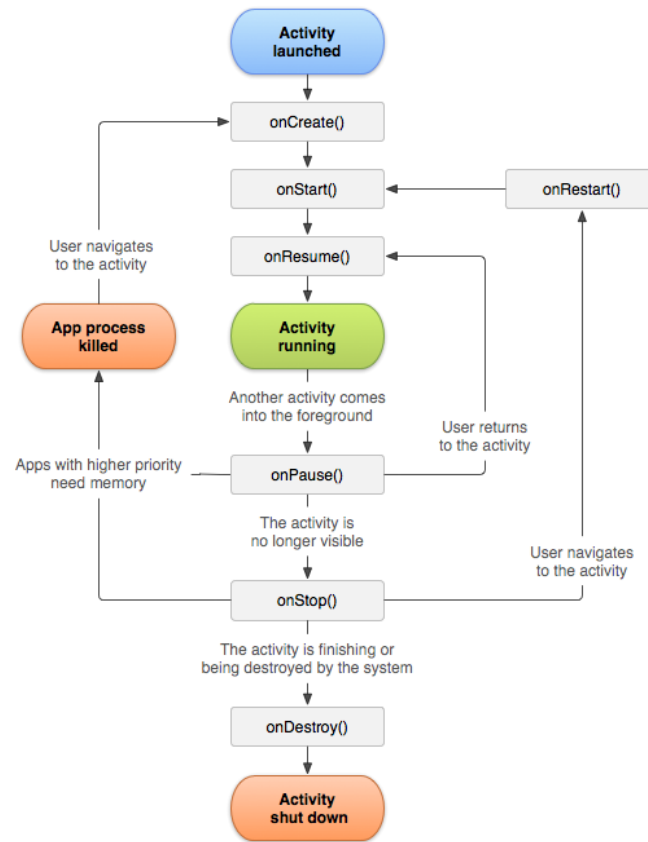 Activity
launched
onCreate()
onStart()
onRestart()
User navigates
to the activity
onResume()
App process
killed
Activity
running
Another activity comes
into the foreground
User returns
to the activity
Apps with higher priority
need memory
onPause()
The activity is
no longer visible
User navigates
to the activity
onStop()
The activity is finishing or
being destroyed by the system
onDestroy()
Activity
shut down